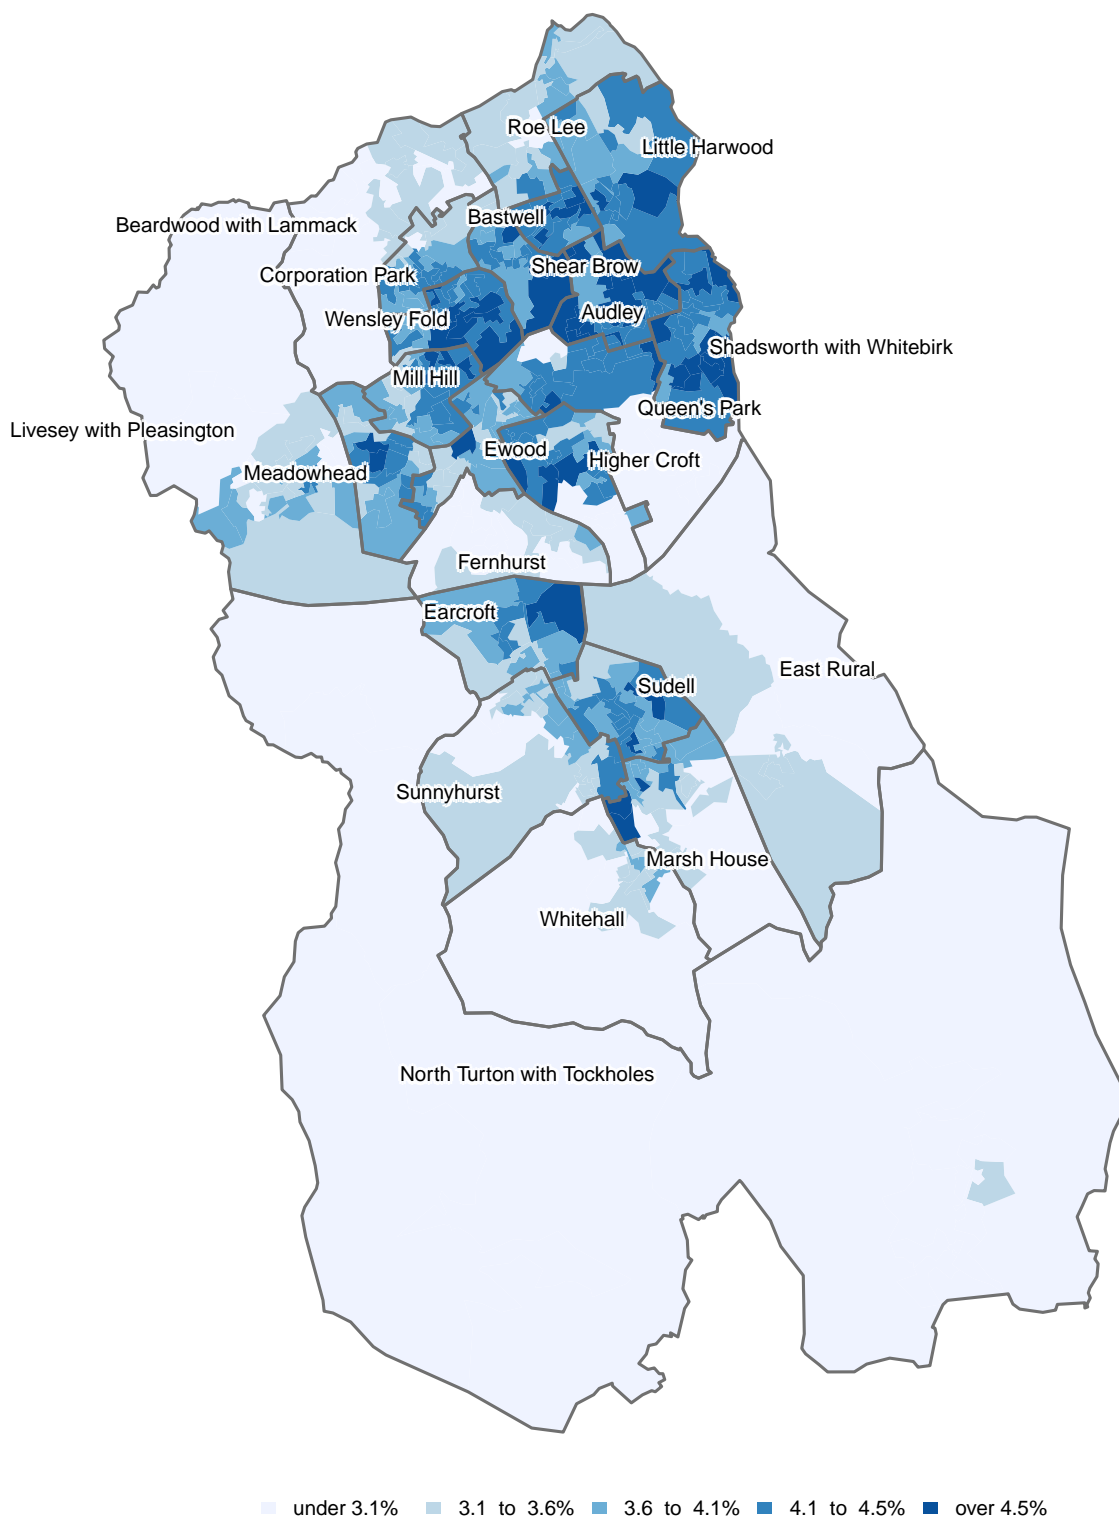 Roe Lee
Little Harwood
Bastwell
Beardwood with Lammack
Shear Brow
Corporation Park
Audley
Wensley Fold
Shadsworth with Whitebirk
Mill Hill
Queen's Park
Livesey with Pleasington
Ewood
Higher Croft
Meadowhead
Fernhurst
Earcroft
East Rural
Sudell
Sunnyhurst
Marsh House
Whitehall
North Turton with Tockholes
under 3.1% 3.1 to 3.6% 3.6 to 4.1% 4.1 to 4.5% over 4.5%